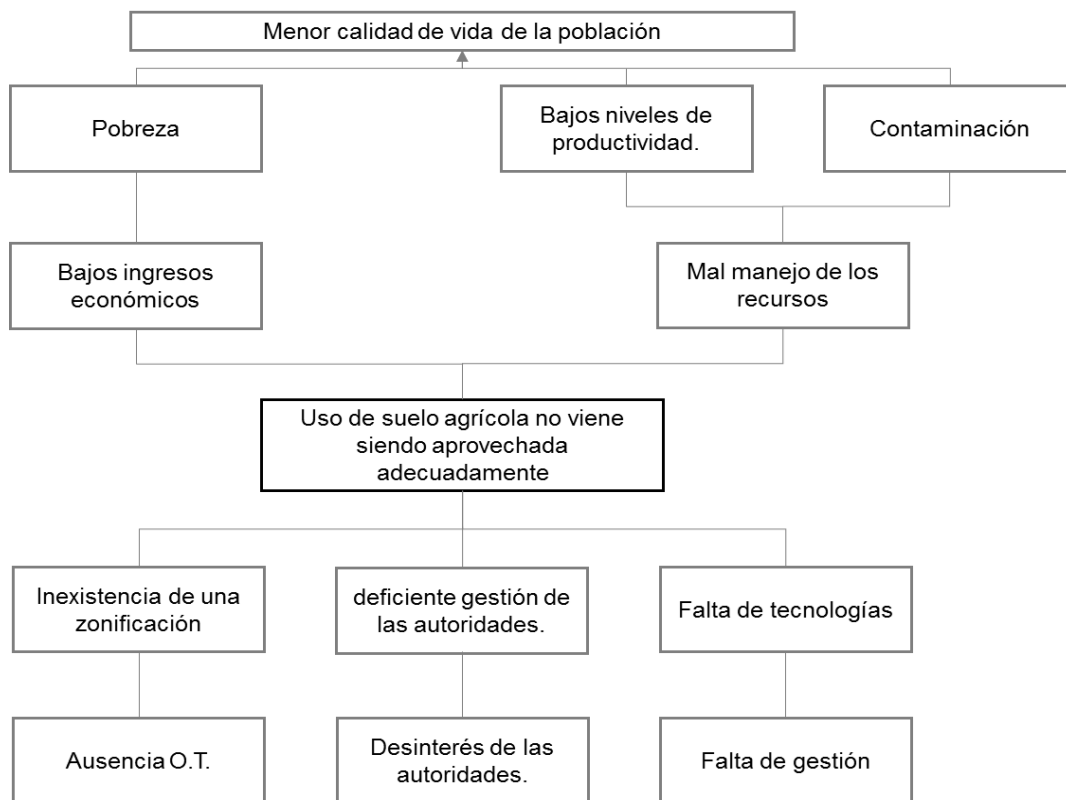 Menor calidad de vida de la población
Pobreza
Bajos niveles de
productividad.
Contaminación
Bajos ingresos
económicos
Mal manejo de los
recursos
Uso de suelo agrícola no viene
siendo aprovechada
adecuadamente
Inexistencia de una
zonificación
deficiente gestión de
las autoridades.
Falta de tecnologías
Ausencia O.T.
Desinterés de las
autoridades.
Falta de gestión